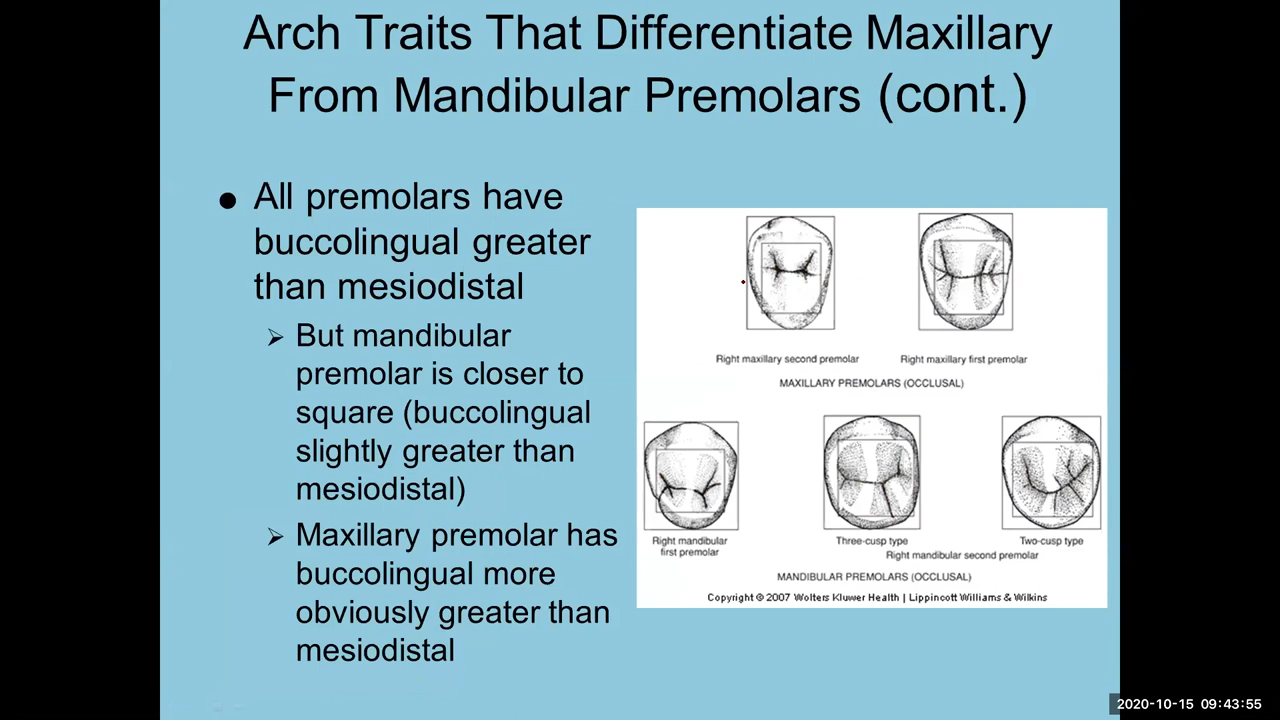 Arch Traits That Differentiate Maxillary
From Mandibular Premolars (cont.)
● All premolars have
buccolingual greater
than mesiodistal
➢ But mandibular
premolar is closer to
square (buccolingual
slightly greater than
mesiodistal)
➢ Maxillary premolar has
buccolingual more
obviously greater than
mesiodistal
Right maxillary second premolar
Right maxillary first premolar
MAXILLARY PREMOLARS (OCCLUSAL)
Right mandibular
first premolar
Three-cusp type
Two-cusp type
Right mandibular second premolar
MANDIBULAR PREMOLARS (OCCLUSAL)
Copyright © 2007 Wolters Kluwer Health | Lippincott Williams & Wilkins
2020-10-15 09:43:55